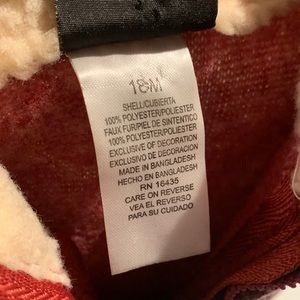 18M
SHELL/CUBIERTA
100% POLYESTER/POLIESTER
FAUX FUR/PIEL DE SINTENTICO
100% POLYESTER/POLIESTER
EXCLUSIVE OF DECORATION
EXCLUSIVO DE DECORACION
MADE IN BANGLADESH
HECHO EN BANGLADESH
RN 16435
CARE ON REVERSE
VEA EL REVERSO
PARA SU CUIDADO